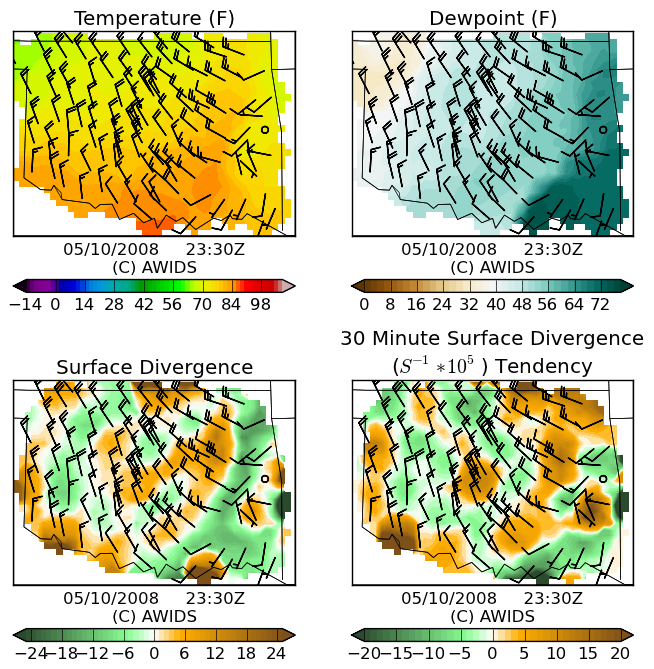 Temperature (F)
Dewpoint (F)
05/10/2008 23:30Z
(C) AWIDS
05/10/2008 23:30Z
(C) AWIDS
−14 0 14 28 42 56 70 84 98
0 8 16 24 32 40 48 56 64 72
Surface Divergence
30 Minute Surface Divergence
(S⁻¹ *10⁵ ) Tendency
05/10/2008 23:30Z
(C) AWIDS
05/10/2008 23:30Z
(C) AWIDS
−24 −18 −12 −6 0 6 12 18 24
−20 −15 −10 −5 0 5 10 15 20